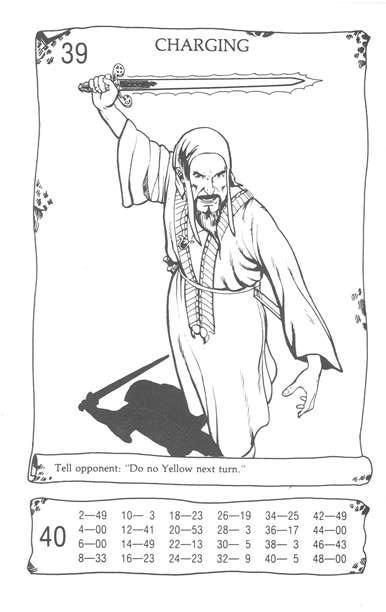 39
CHARGING
Tell opponent: "Do no Yellow next turn."
40
2—49 10— 3 18—23 26—19 34—25 42—49
4—00 12—41 20—53 28— 3 36—17 44—00
6—00 14—49 22—13 30— 5 38— 3 46—43
8—33 16—23 24—23 32— 9 40— 5 48—00